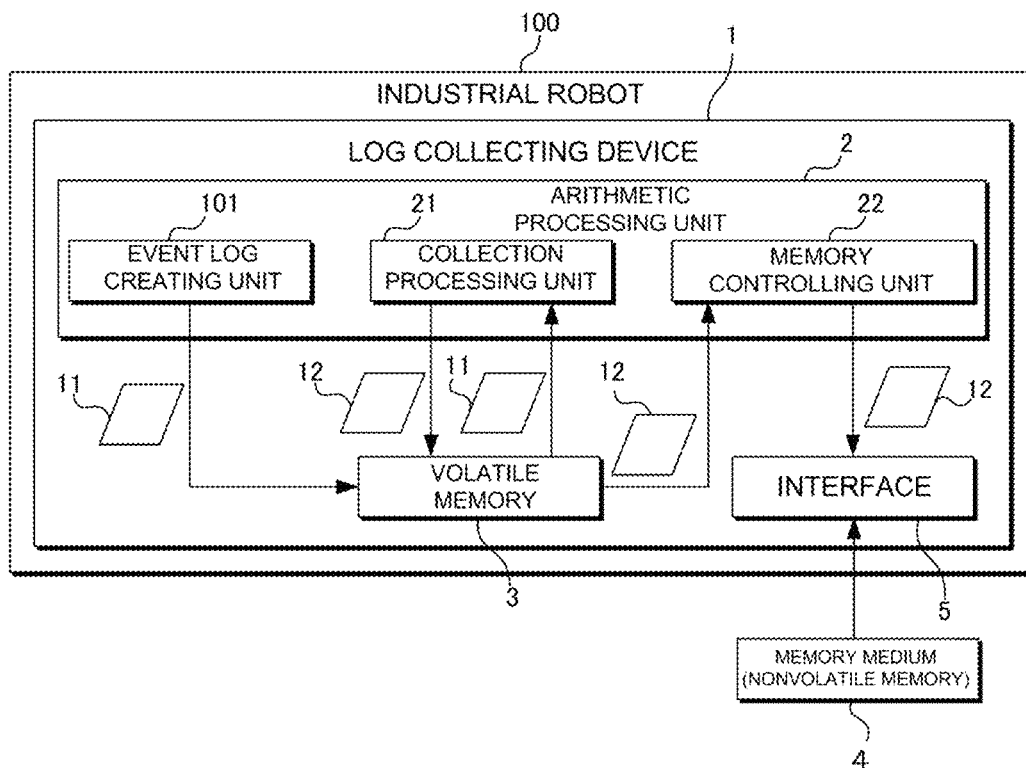 100
1
INDUSTRIAL ROBOT
LOG COLLECTING DEVICE
2
ARITHMETIC
PROCESSING UNIT
101
21
22
EVENT LOG
CREATING UNIT
COLLECTION
PROCESSING UNIT
MEMORY
CONTROLLING UNIT
11
12
11
12
12
VOLATILE
MEMORY
INTERFACE
3
5
MEMORY MEDIUM
(NONVOLATILE MEMORY)
4